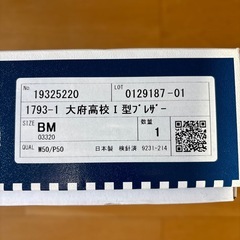 No. 19325220 LOT 0129187-01
1793-1 大府高校Ⅰ型ブレザー
SIZE BM 03320 数量 1
QUAL W50/P50 日本製 検針済 9231-214